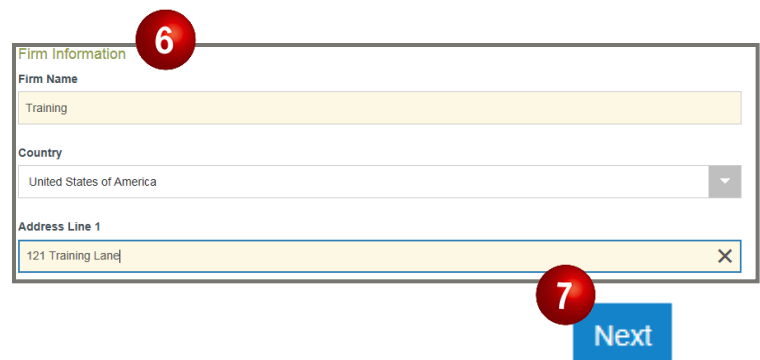 6
Firm Information
Firm Name
Training
Country
United States of America
Address Line 1
121 Training Lane
7
Next